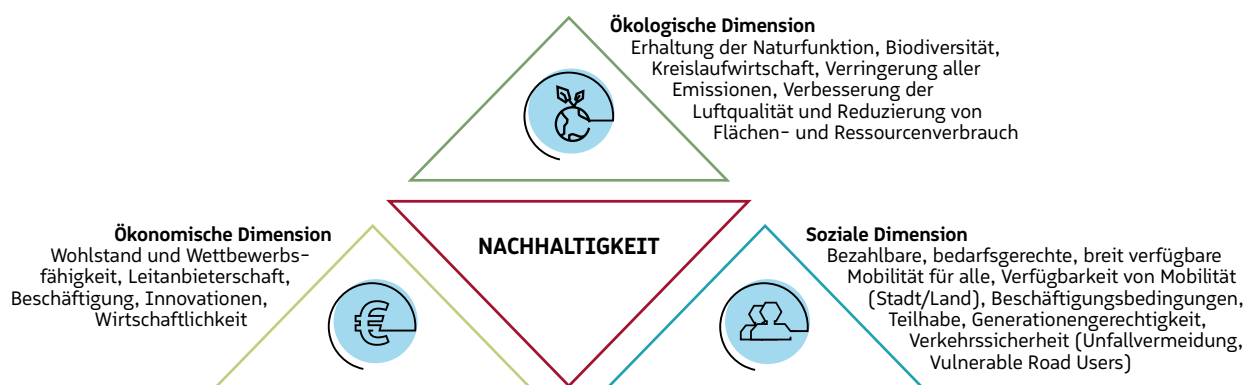 Ökologische Dimension
Erhaltung der Naturfunktion, Biodiversität,
Kreislaufwirtschaft, Verringerung aller
Emissionen, Verbesserung der
Luftqualität und Reduzierung von
Flächen- und Ressourcenverbrauch
Ökonomische Dimension
Wohlstand und Wettbewerbs-
fähigkeit, Leitanbieterschaft,
Beschäftigung, Innovationen,
Wirtschaftlichkeit
€
NACHHALTIGKEIT
Soziale Dimension
Bezahlbare, bedarfsgerechte, breit verfügbare
Mobilität für alle, Verfügbarkeit von Mobilität
(Stadt/Land), Beschäftigungsbedingungen,
Teilhabe, Generationengerechtigkeit,
Verkehrssicherheit (Unfallvermeidung,
Vulnerable Road Users)